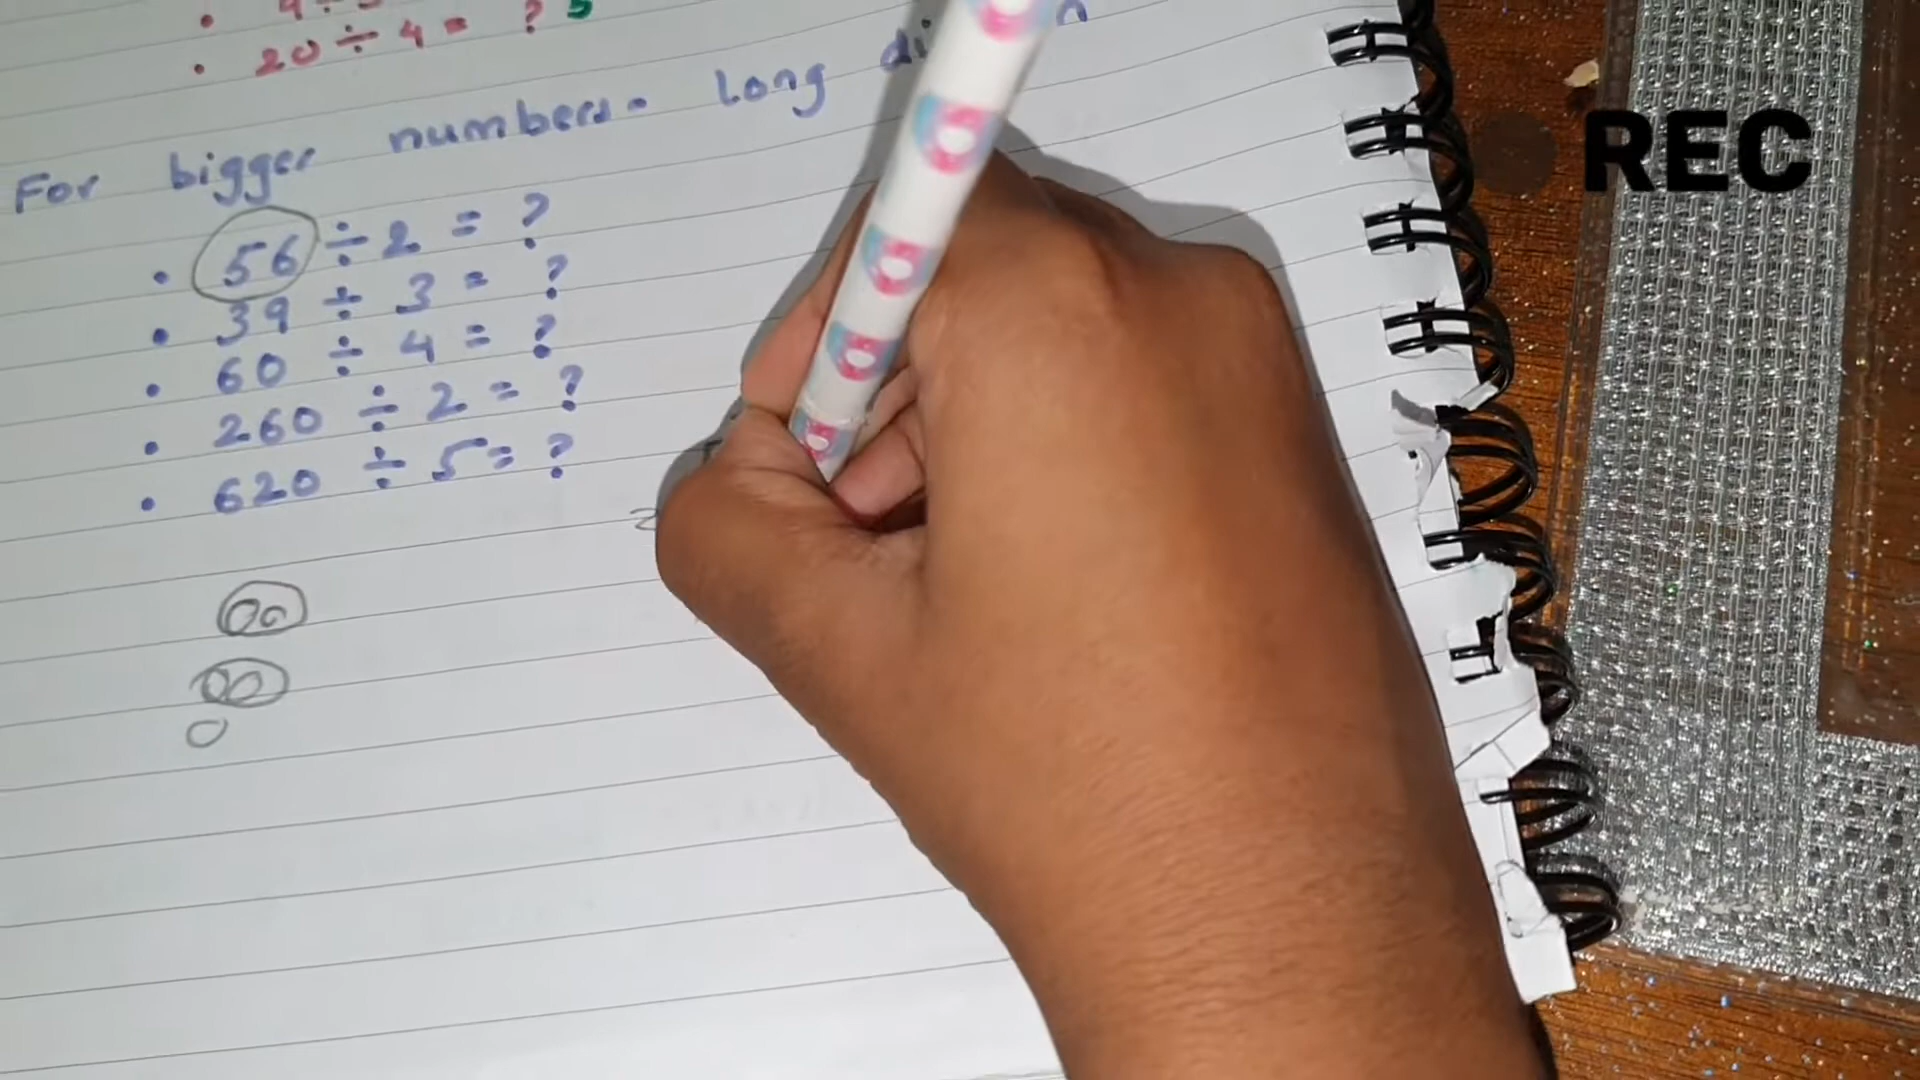 20 ÷ 4 = ? 5
For bigger numbers - long
56 ÷ 2 = ?
39 ÷ 3 = ?
60 ÷ 4 = ?
260 ÷ 2 = ?
620 ÷ 5 = ?
REC